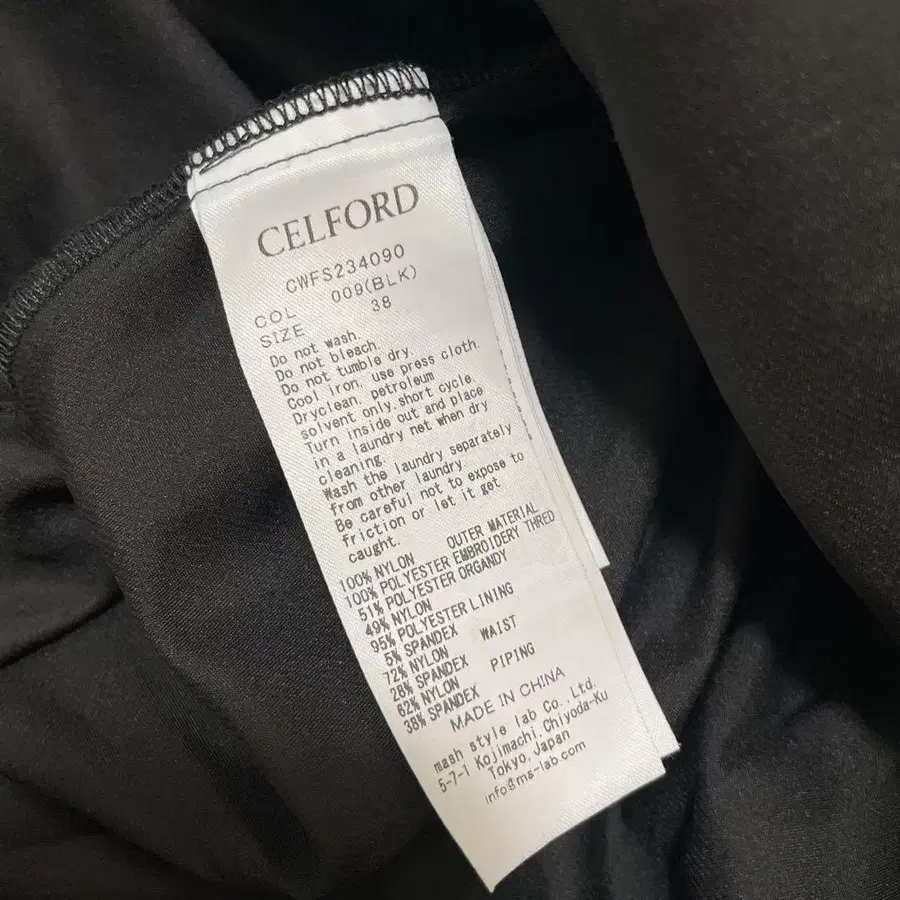 CELFORD
CWFS234090
COL 009(BLK)
SIZE 38
Do not wash.
Do not bleach.
Do not tumble dry.
Cool iron, use press cloth.
Dryclean, petroleum
solvent only.short cycle.
Turn inside out and place
in a laundry net when dry
cleaning.
Wash the laundry separately
from other laundry
Be careful not to expose to
friction or let it get
caught.
100% NYLON OUTER MATERIAL
100% POLYESTER EMBROIDERY THRED
51% POLYESTER ORGANDY
49% NYLON
95% POLYESTER LINING
5% SPANDEX
72% NYLON WAIST
28% SPANDEX
62% NYLON PIPING
38% SPANDEX
MADE IN CHINA
mash style lab Co.,Ltd.
5-7-1 Kojimachi,Chiyoda-Ku
Tokyo,Japan
info@ms-lab.com